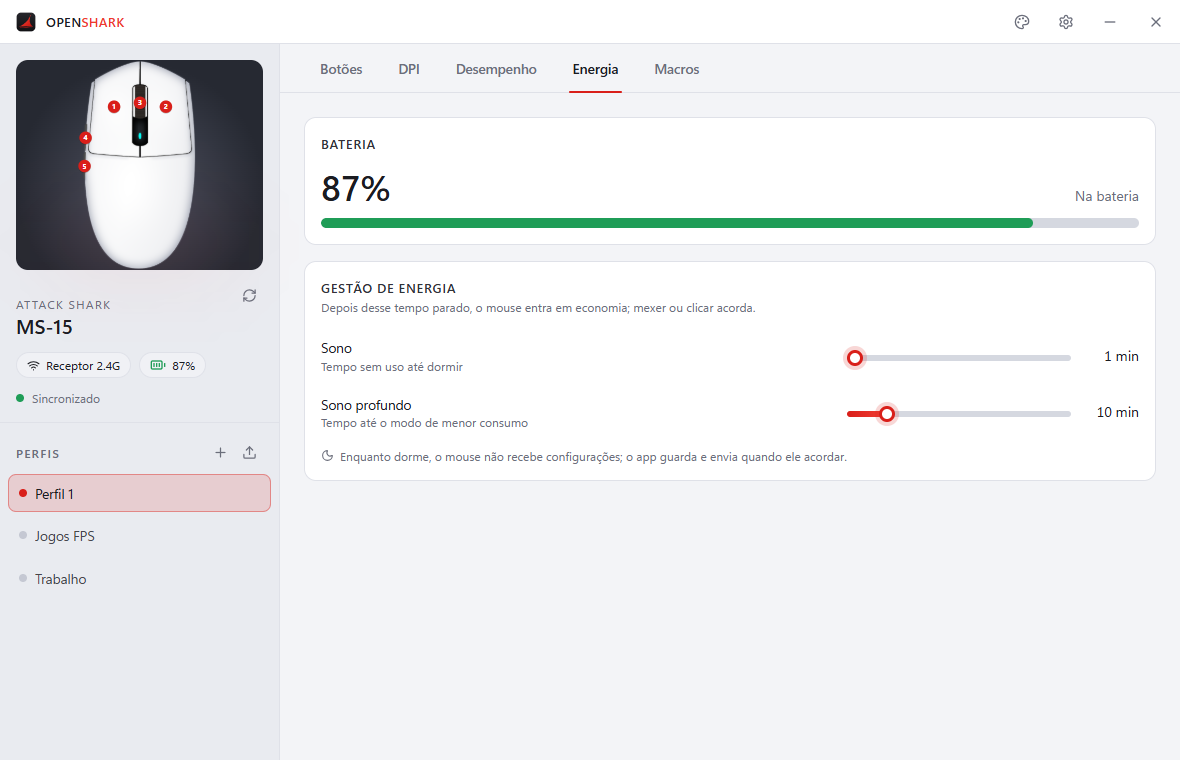 OPENSHARK
Botões
DPI
Desempenho
Energia
Macros
1
3
2
4
5
ATTACK SHARK
MS-15
Receptor 2.4G
87%
Sincronizado
PERFIS
Perfil 1
Jogos FPS
Trabalho
BATERIA
87%
Na bateria
GESTÃO DE ENERGIA
Depois desse tempo parado, o mouse entra em economia; mexer ou clicar acorda.
Sono
Tempo sem uso até dormir
1 min
Sono profundo
Tempo até o modo de menor consumo
10 min
Enquanto dorme, o mouse não recebe configurações; o app guarda e envia quando ele acordar.